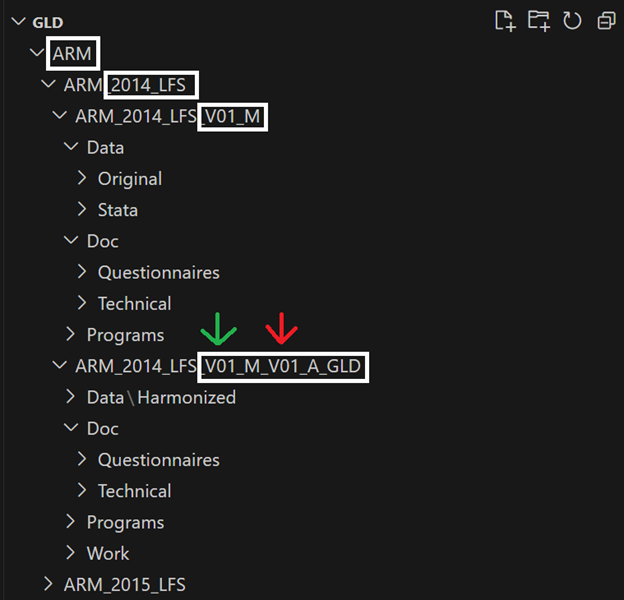 GLD
ARM
ARM_2014_LFS
ARM_2014_LFS_V01_M
Data
Original
Stata
Doc
Questionnaires
Technical
Programs
ARM_2014_LFS_V01_M_V01_A_GLD
Data\Harmonized
Doc
Questionnaires
Technical
Programs
Work
ARM_2015_LFS